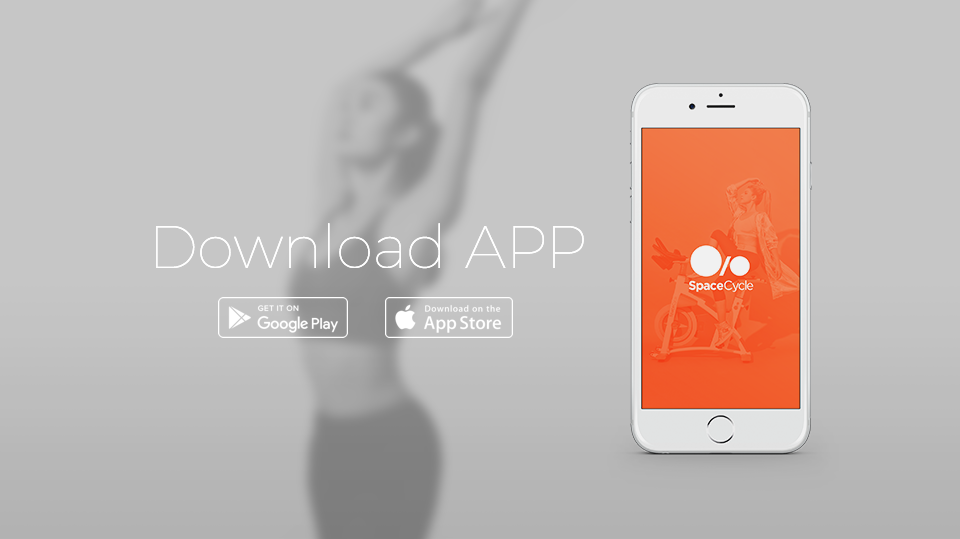 Download APP
GET IT ON
Google Play
Download on the
App Store
SpaceCycle